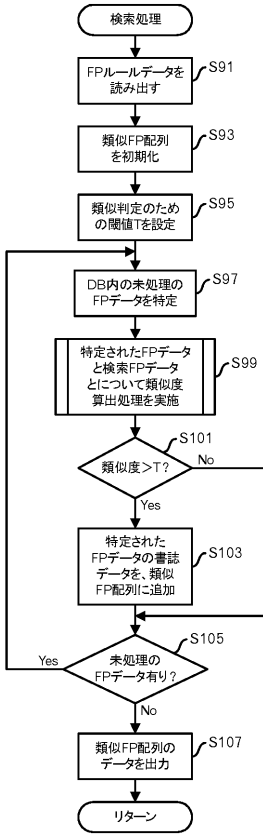 検索処理
FPルールデータを
読み出す
S91
類似FP配列
を初期化
S93
類似判定のため
の閾値Tを設定
S95
DB内の未処理の
FPデータを特定
S97
特定されたFPデータ
と検索FPデータ
とについて類似度
算出処理を実施
S99
類似度>T?
S101
No
Yes
特定された
FPデータの書誌
データを、類似
FP配列に追加
S103
未処理の
FPデータ有り?
S105
Yes
No
類似FP配列の
データを出力
S107
リターン